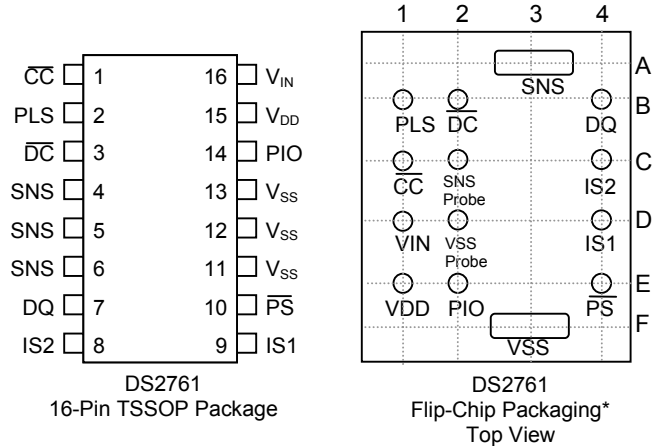 CC 1 16 VIN
PLS 2 15 VDD
DC 3 14 PIO
SNS 4 13 VSS
SNS 5 12 VSS
SNS 6 11 VSS
DQ 7 10 PS
IS2 8 9 IS1
DS2761
16-Pin TSSOP Package
1 2 3 4
A
SNS
B
PLS DC DQ
C
CC SNS Probe IS2
D
VIN VSS Probe IS1
E
VDD PIO PS
F
VSS
DS2761
Flip-Chip Packaging*
Top View